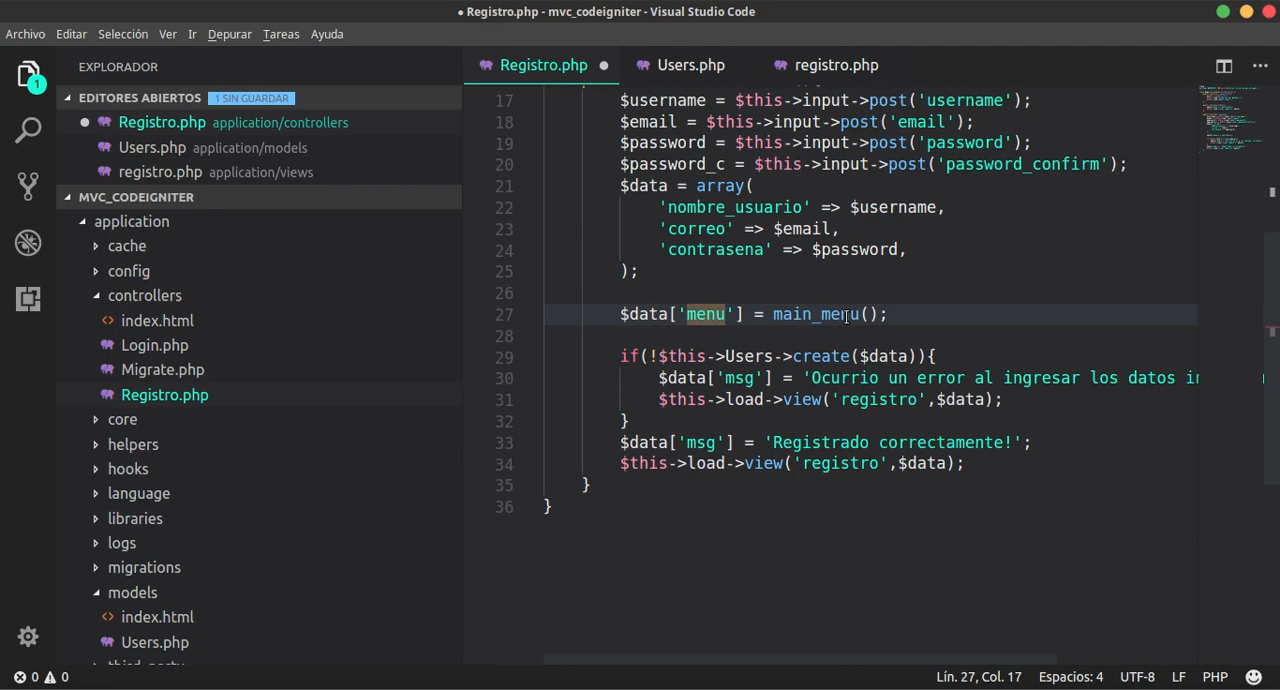 ● Registro.php - mvc_codeigniter - Visual Studio Code
Archivo Editar Selección Ver Ir Depurar Tareas Ayuda
1
EXPLORADOR
EDITORES ABIERTOS 1 SIN GUARDAR
Registro.php application/controllers
Users.php application/models
registro.php application/views
MVC_CODEIGNITER
application
cache
config
controllers
index.html
Login.php
Migrate.php
Registro.php
core
helpers
hooks
language
libraries
logs
migrations
models
index.html
Users.php
Registro.php ● Users.php registro.php
17 $username = $this->input->post('username');
18 $email = $this->input->post('email');
19 $password = $this->input->post('password');
20 $password_c = $this->input->post('password_confirm');
21 $data = array(
22 'nombre_usuario' => $username,
23 'correo' => $email,
24 'contrasena' => $password,
25 );
26
27 $data['menu'] = main_menu();
28
29 if(!$this->Users->create($data)){
30 $data['msg'] = 'Ocurrio un error al ingresar los datos
31 $this->load->view('registro',$data);
32 }
33 $data['msg'] = 'Registrado correctamente!';
34 $this->load->view('registro',$data);
35 }
36 }
0 0 Lín. 27, Col. 17 Espacios: 4 UTF-8 LF PHP